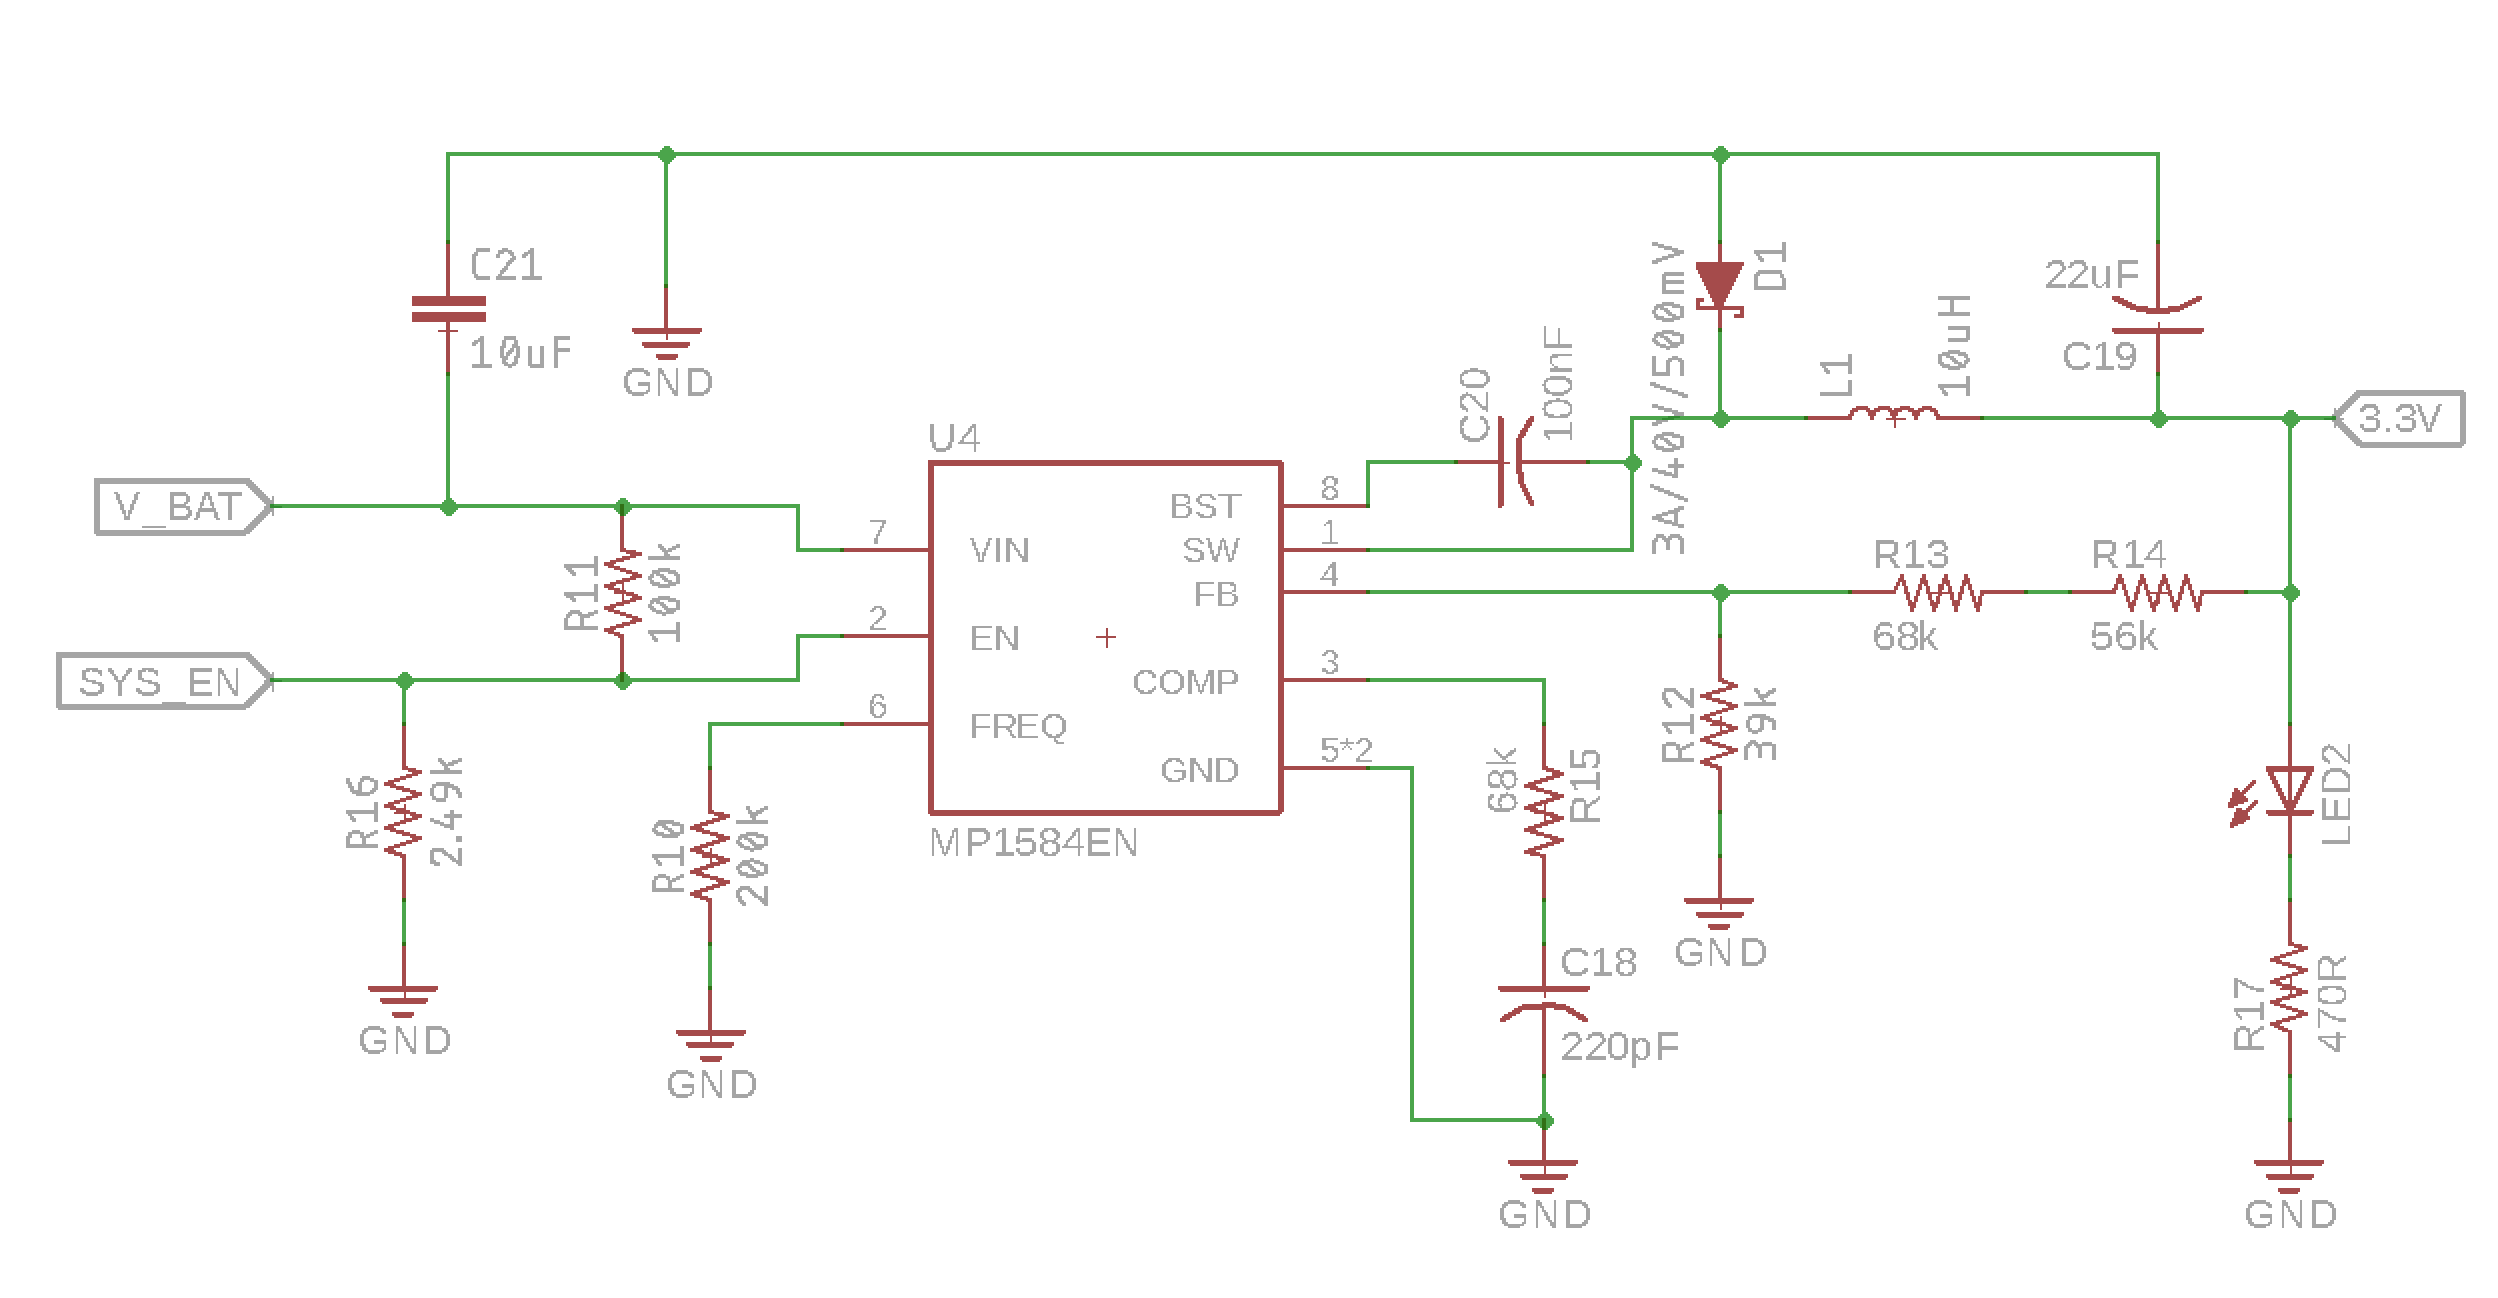 C21
10uF
GND
3A/40V/500mV
D1
22uF
C19
L1
10uH
C20
100nF
3.3V
U4
V_BAT
7
VIN
BST
8
SW
1
R11
100k
2
EN
FB
4
R13
68k
R14
56k
SYS_EN
6
FREQ
COMP
3
GND
5*2
R16
2.49k
R10
200k
MP1584EN
68k
R15
R12
39k
LED2
GND
C18
220pF
R17
470R
GND
GND
GND
GND